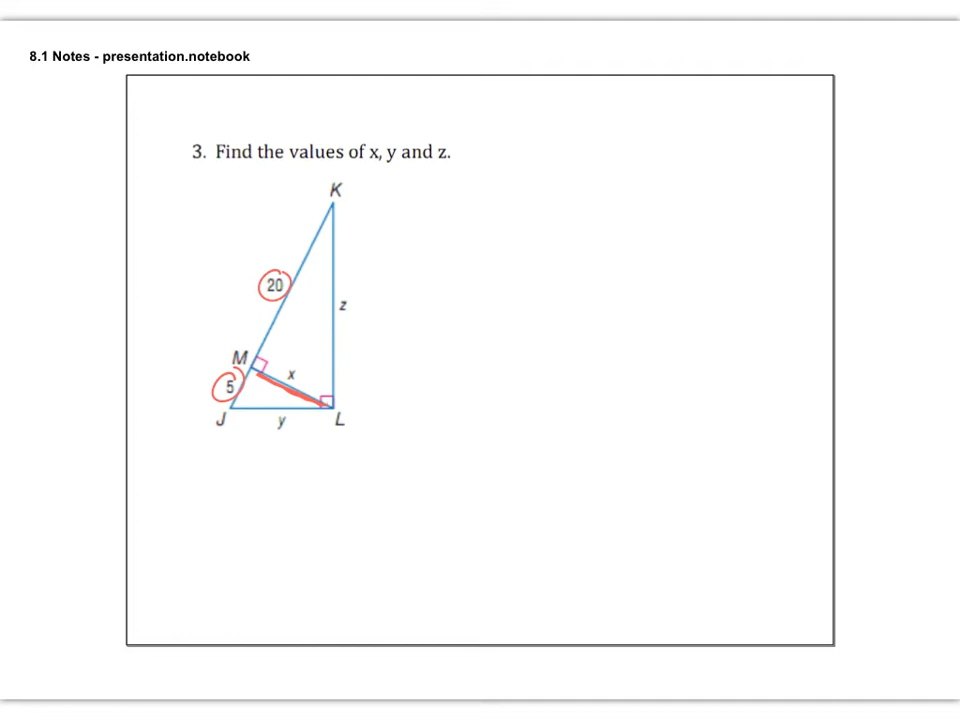 8.1 Notes - presentation.notebook
3. Find the values of x, y and z.
K
20
z
M
x
5
J
y
L